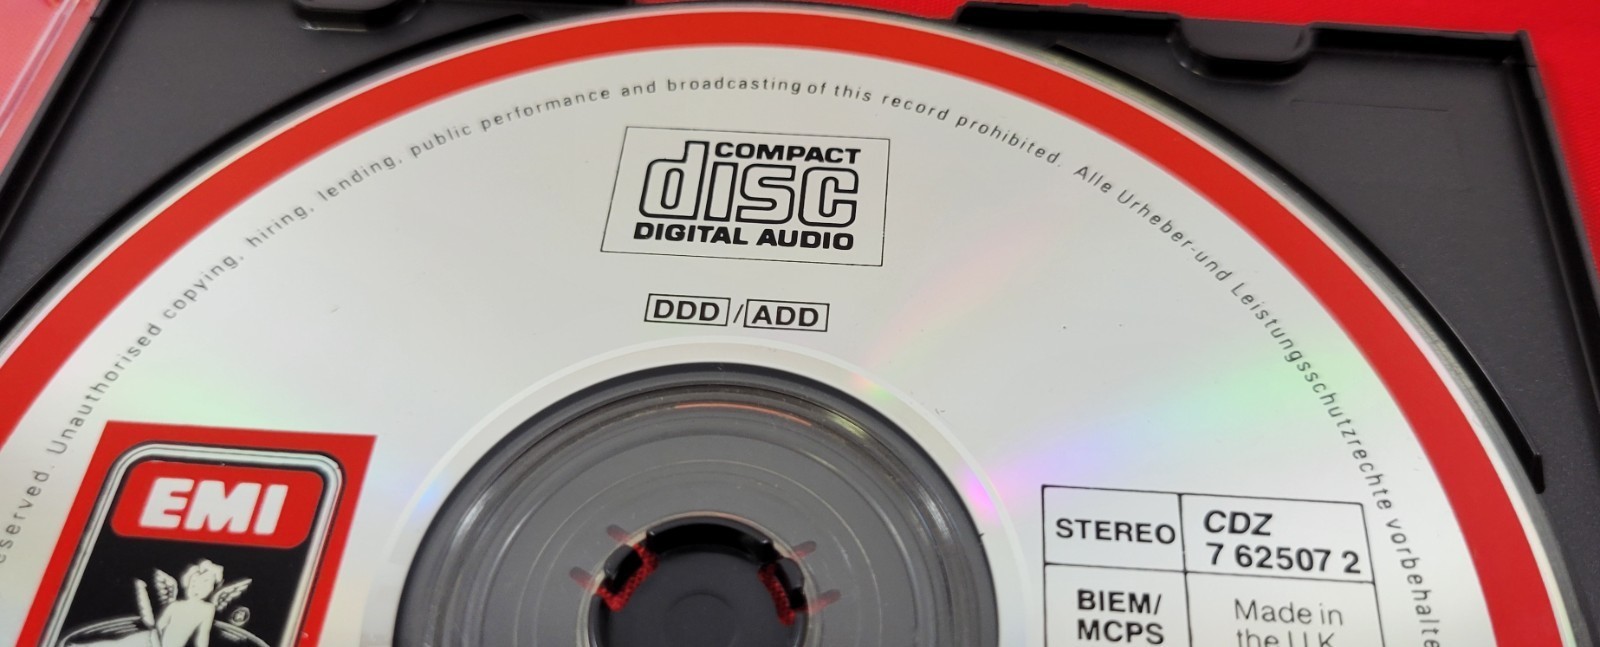 served. Unauthorised copying, hiring, lending, public performance and broadcasting of this record prohibited. Alle Urheber-und Leistungsschutzrechte vorbehalte
COMPACT
disc
DIGITAL AUDIO
DDD/ADD
EMI
®
STEREO
CDZ
7 62507 2
BIEM/
MCPS
Made in
the U.K